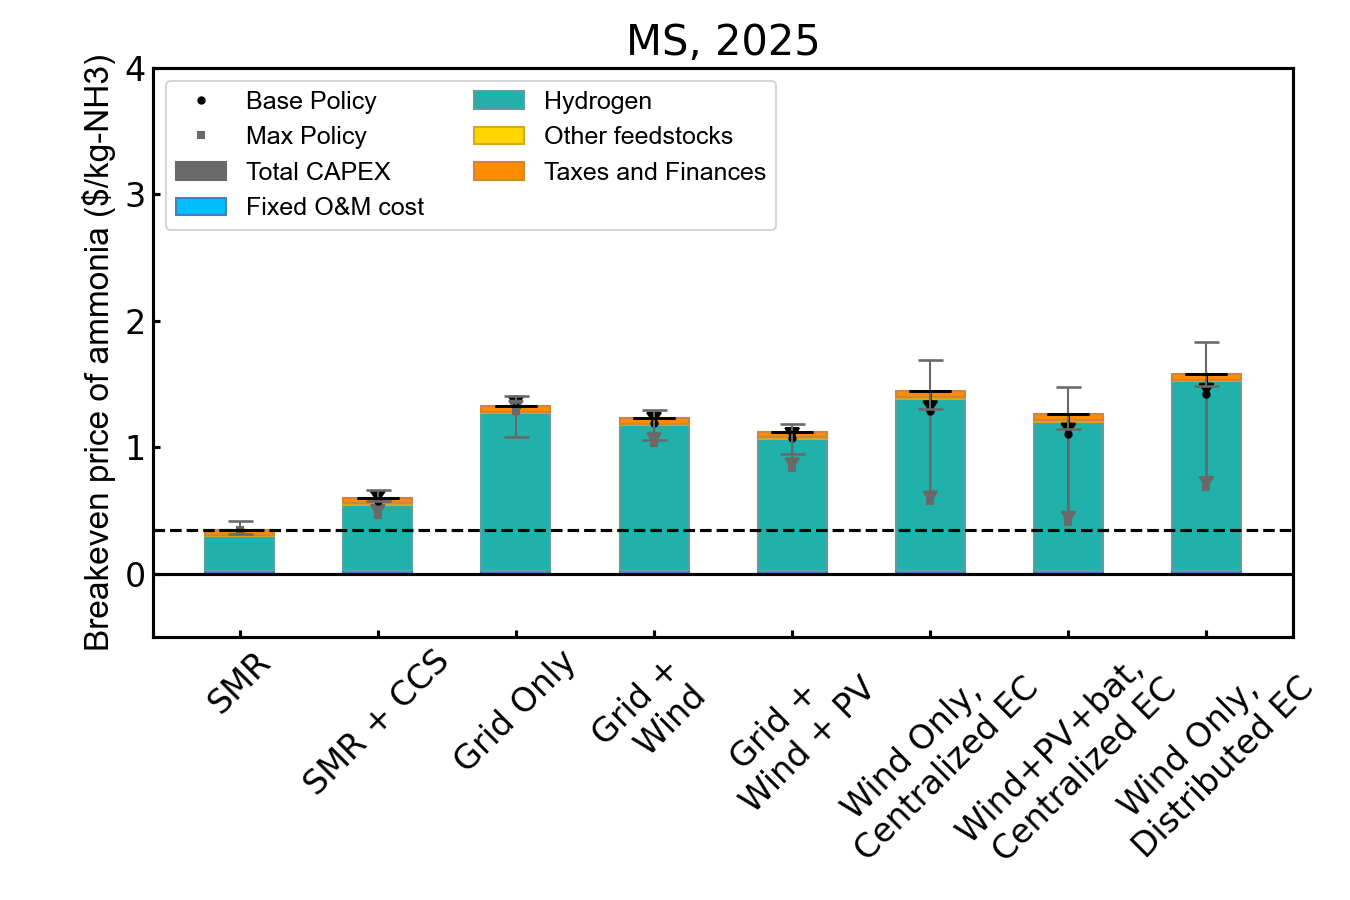 MS, 2025
Breakeven price of ammonia ($/kg-NH3)
4
3
2
1
0
Base Policy
Max Policy
Total CAPEX
Fixed O&M cost
Hydrogen
Other feedstocks
Taxes and Finances
SMR
SMR + CCS
Grid Only
Grid +
Wind
Grid +
Wind + PV
Wind Only,
Centralized EC
Wind+PV+bat,
Centralized EC
Wind Only,
Distributed EC